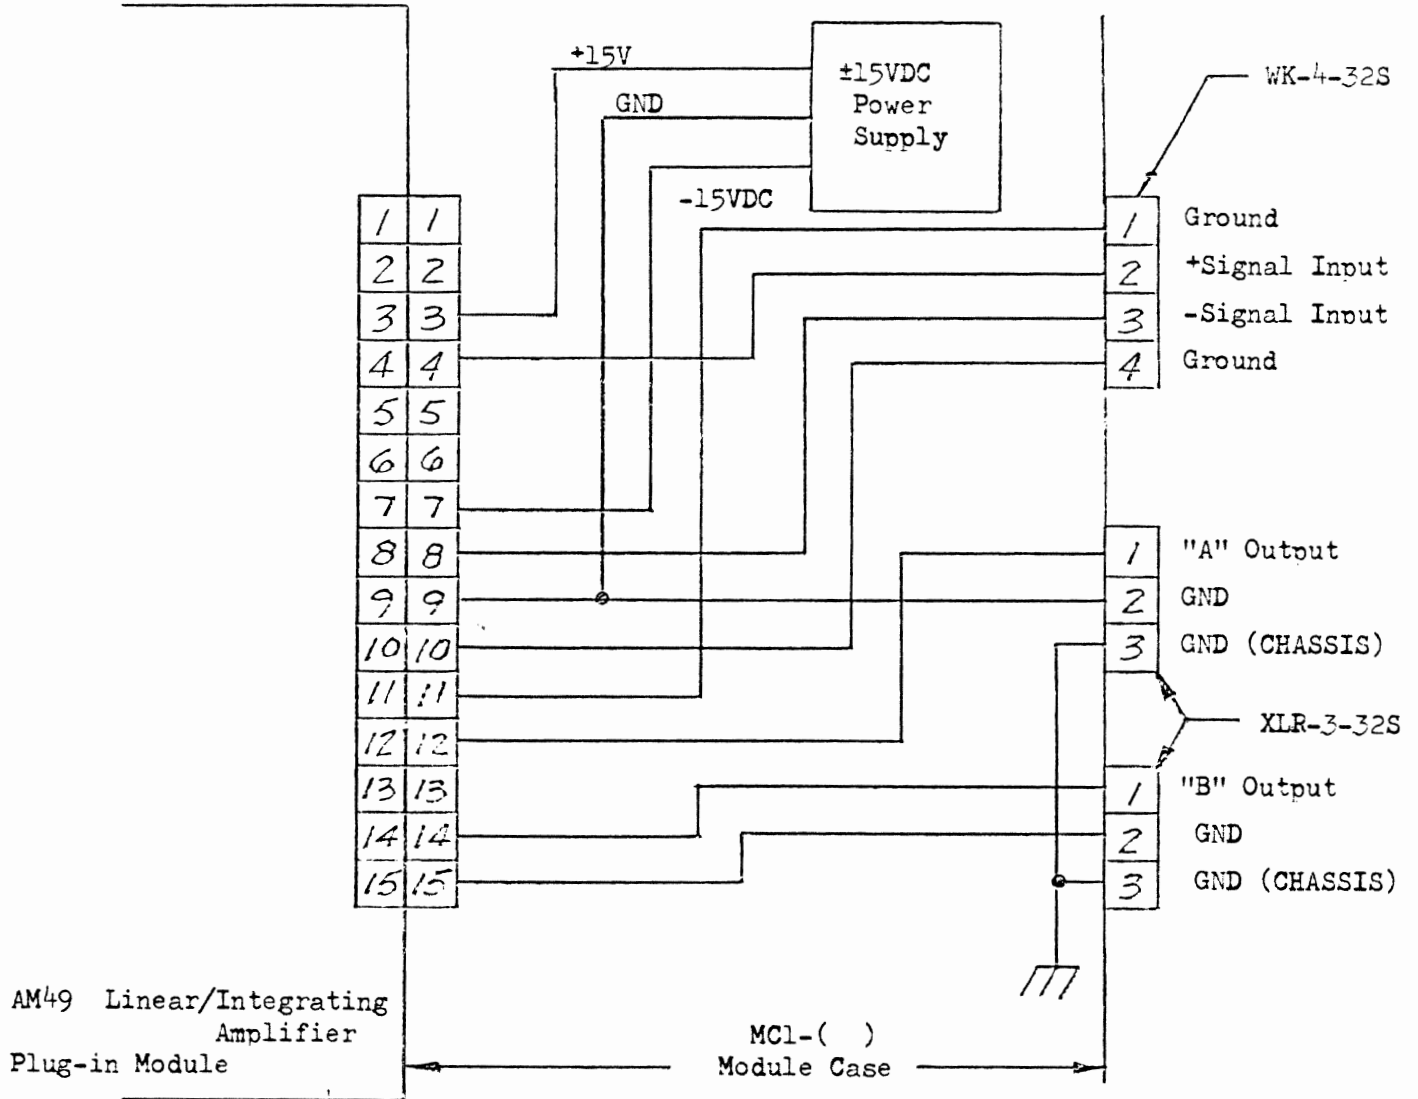 +15V
±15VDC
Power
Supply
GND
-15VDC
WK-4-32S
1 1
2 2
3 3
4 4
5 5
6 6
7 7
8 8
9 9
10 10
11 11
12 12
13 13
14 14
15 15
1 Ground
2 +Signal Input
3 -Signal Input
4 Ground
1 "A" Output
2 GND
3 GND (CHASSIS)
XLR-3-32S
1 "B" Output
2 GND
3 GND (CHASSIS)
AM49 Linear/Integrating
Amplifier
Plug-in Module
MC1-( )
Module Case